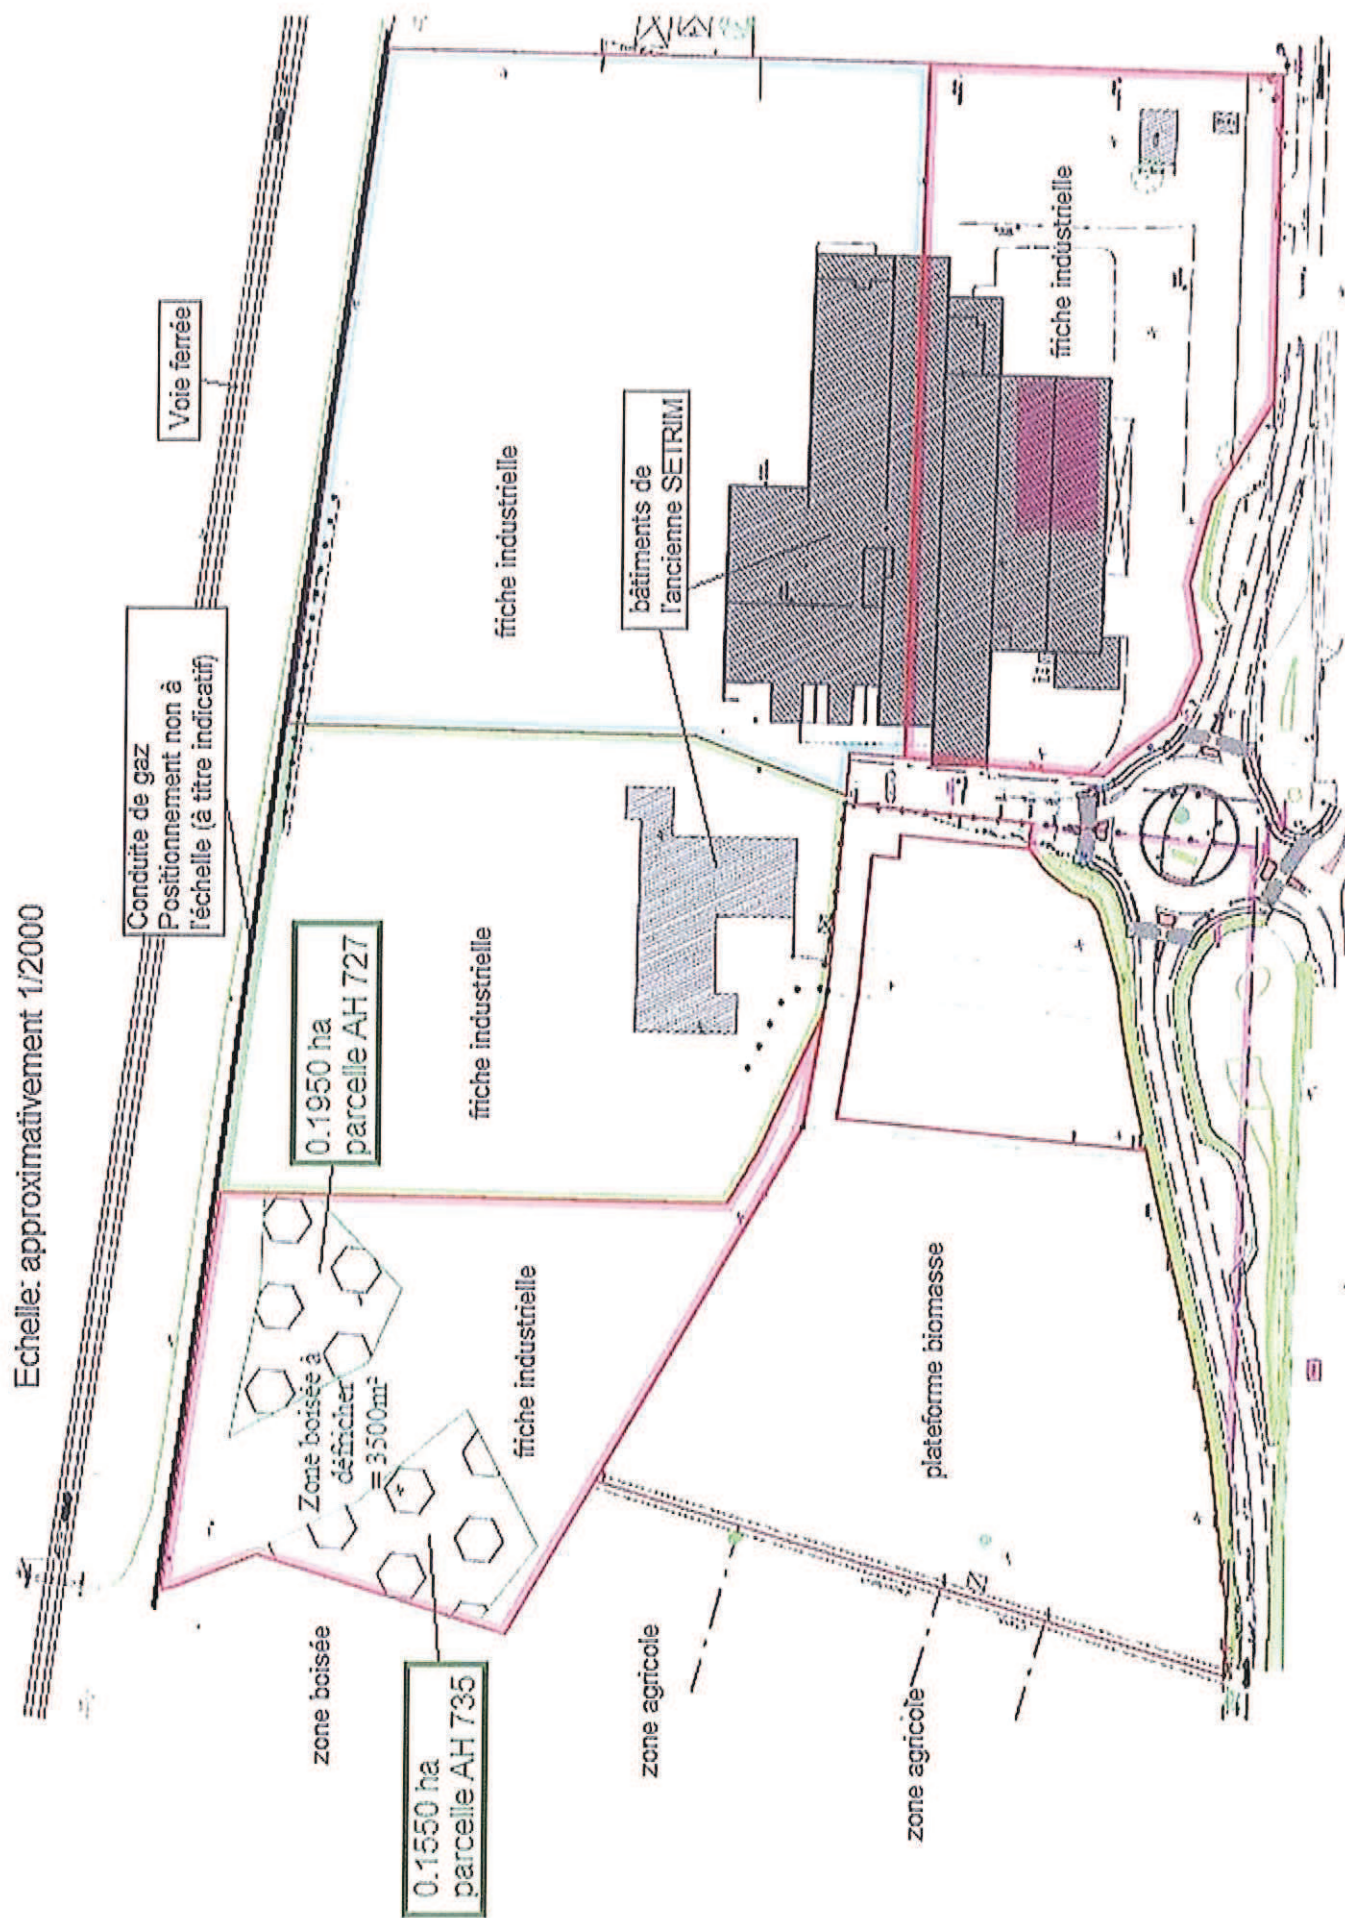 Echelle: approximativement 1/2000
Voie ferrée
Conduite de gaz
Positionnement non à
l'échelle (à titre indicatif)
0.1950 ha
parcelle AH 727
0.1550 ha
parcelle AH 735
Zone boisée à
défricher
= 3500m²
zone boisée
friche industrielle
friche industrielle
friche industrielle
friche industrielle
bâtiments de
l'ancienne SETRIM
zone agricole
zone agricole
plateforme biomasse